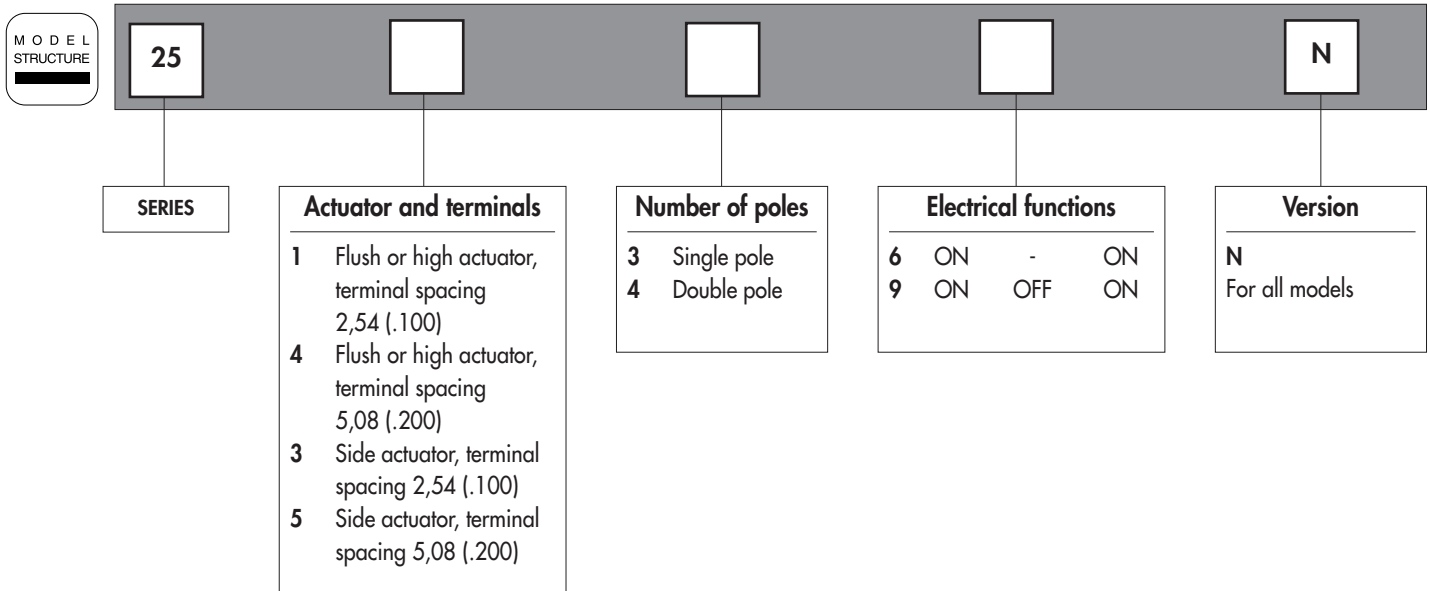 MODEL
STRUCTURE
25
N
SERIES
Actuator and terminals
1 Flush or high actuator,
terminal spacing
2,54 (.100)
4 Flush or high actuator,
terminal spacing
5,08 (.200)
3 Side actuator, terminal
spacing 2,54 (.100)
5 Side actuator, terminal
spacing 5,08 (.200)
Number of poles
3 Single pole
4 Double pole
Electrical functions
6 ON - ON
9 ON OFF ON
Version
N
For all models